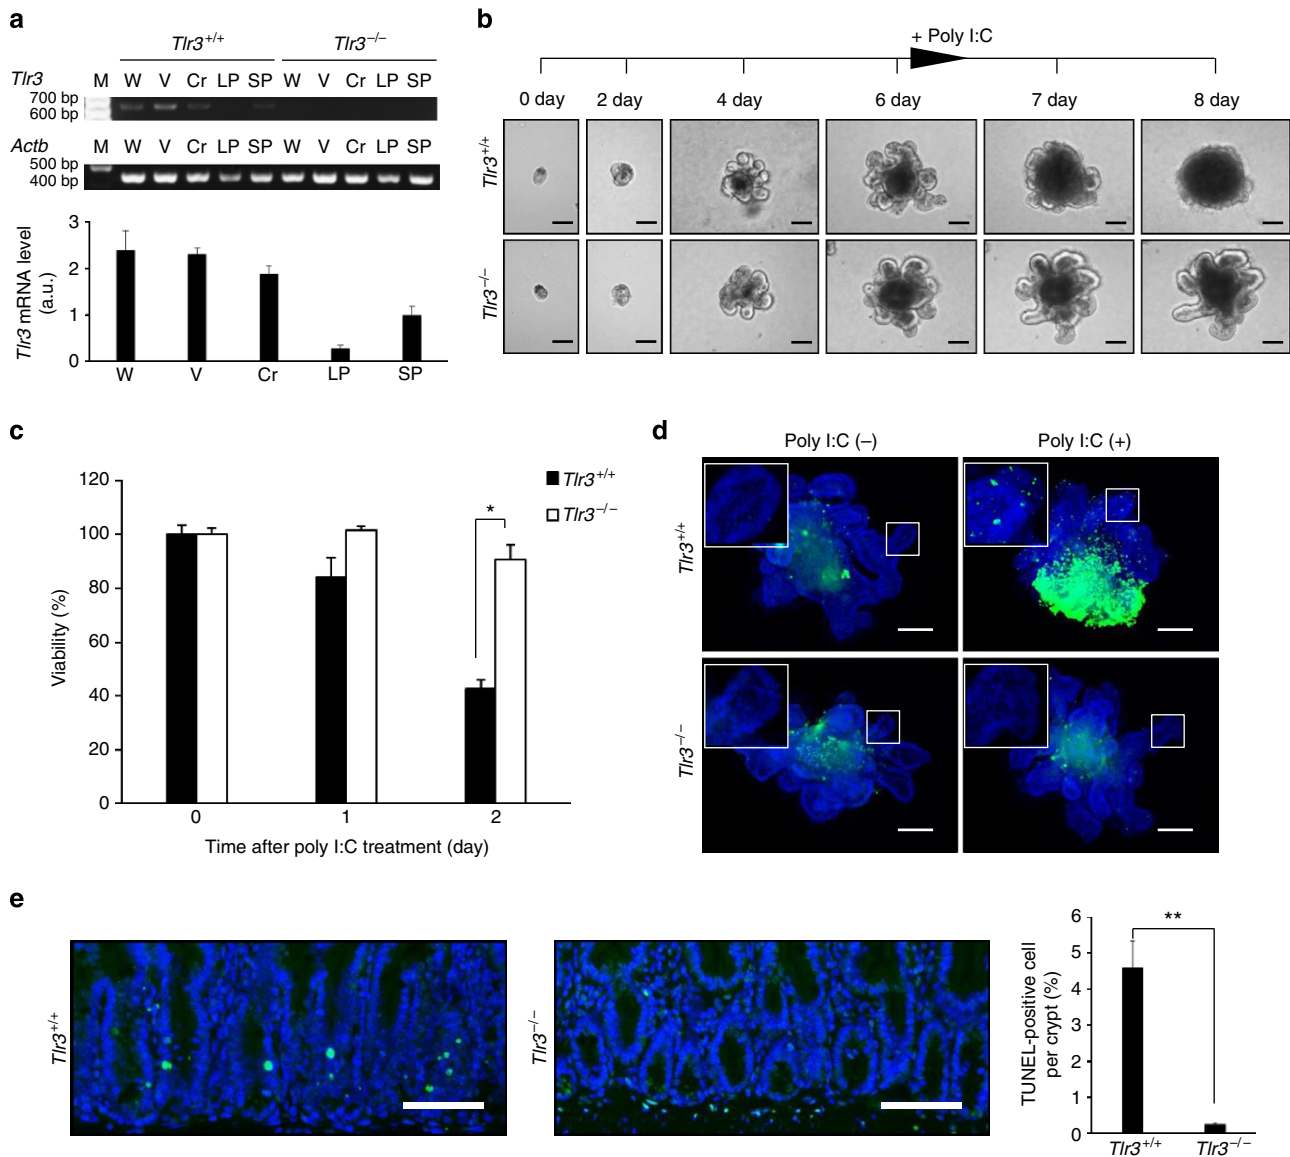 a
Tlr3+/+ Tlr3–/–
Tlr3 M W V Cr LP SP W V Cr LP SP
700 bp
600 bp
Actb M W V Cr LP SP W V Cr LP SP
500 bp
400 bp
Tlr3 mRNA level
(a.u.)
3
2
1
0
W V Cr LP SP
b
+ Poly I:C
0 day 2 day 4 day 6 day 7 day 8 day
Tlr3+/+
Tlr3–/–
c
Viability (%)
120
100
80
60
40
20
0
Tlr3+/+
Tlr3–/–
*
0 1 2
Time after poly I:C treatment (day)
d
Poly I:C (–) Poly I:C (+)
Tlr3+/+
Tlr3–/–
e
Tlr3+/+
Tlr3–/–
TUNEL-positive cell
per crypt (%)
6
5
4
3
2
1
0
**
Tlr3+/+ Tlr3–/–